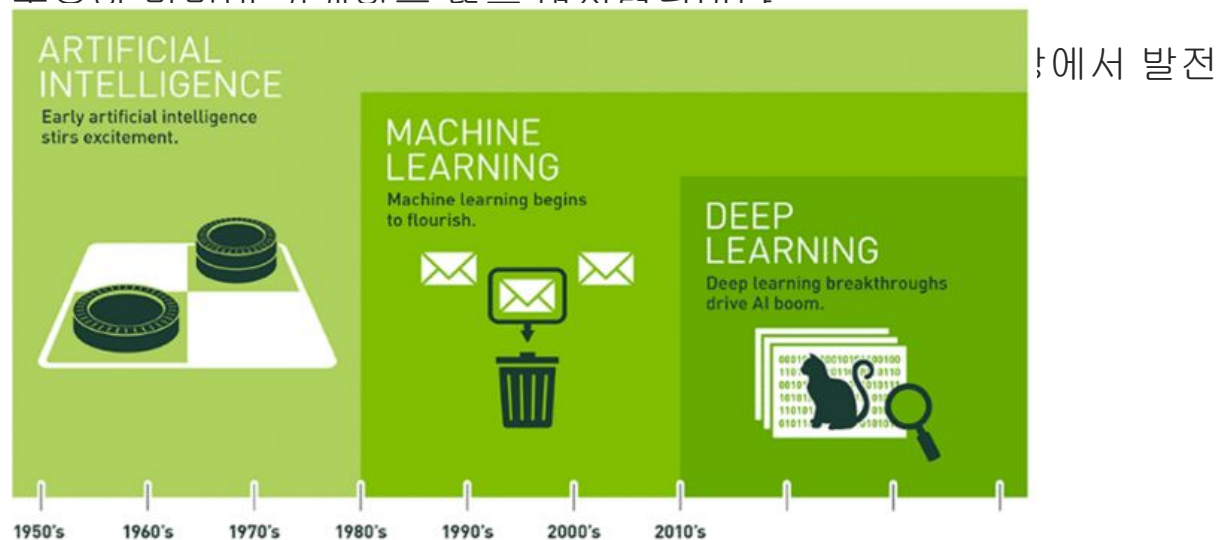 에서 발전
ARTIFICIAL
INTELLIGENCE
Early artificial intelligence
stirs excitement.
MACHINE
LEARNING
Machine learning begins
to flourish.
DEEP
LEARNING
Deep learning breakthroughs
drive AI boom.
1950's 1960's 1970's 1980's 1990's 2000's 2010's